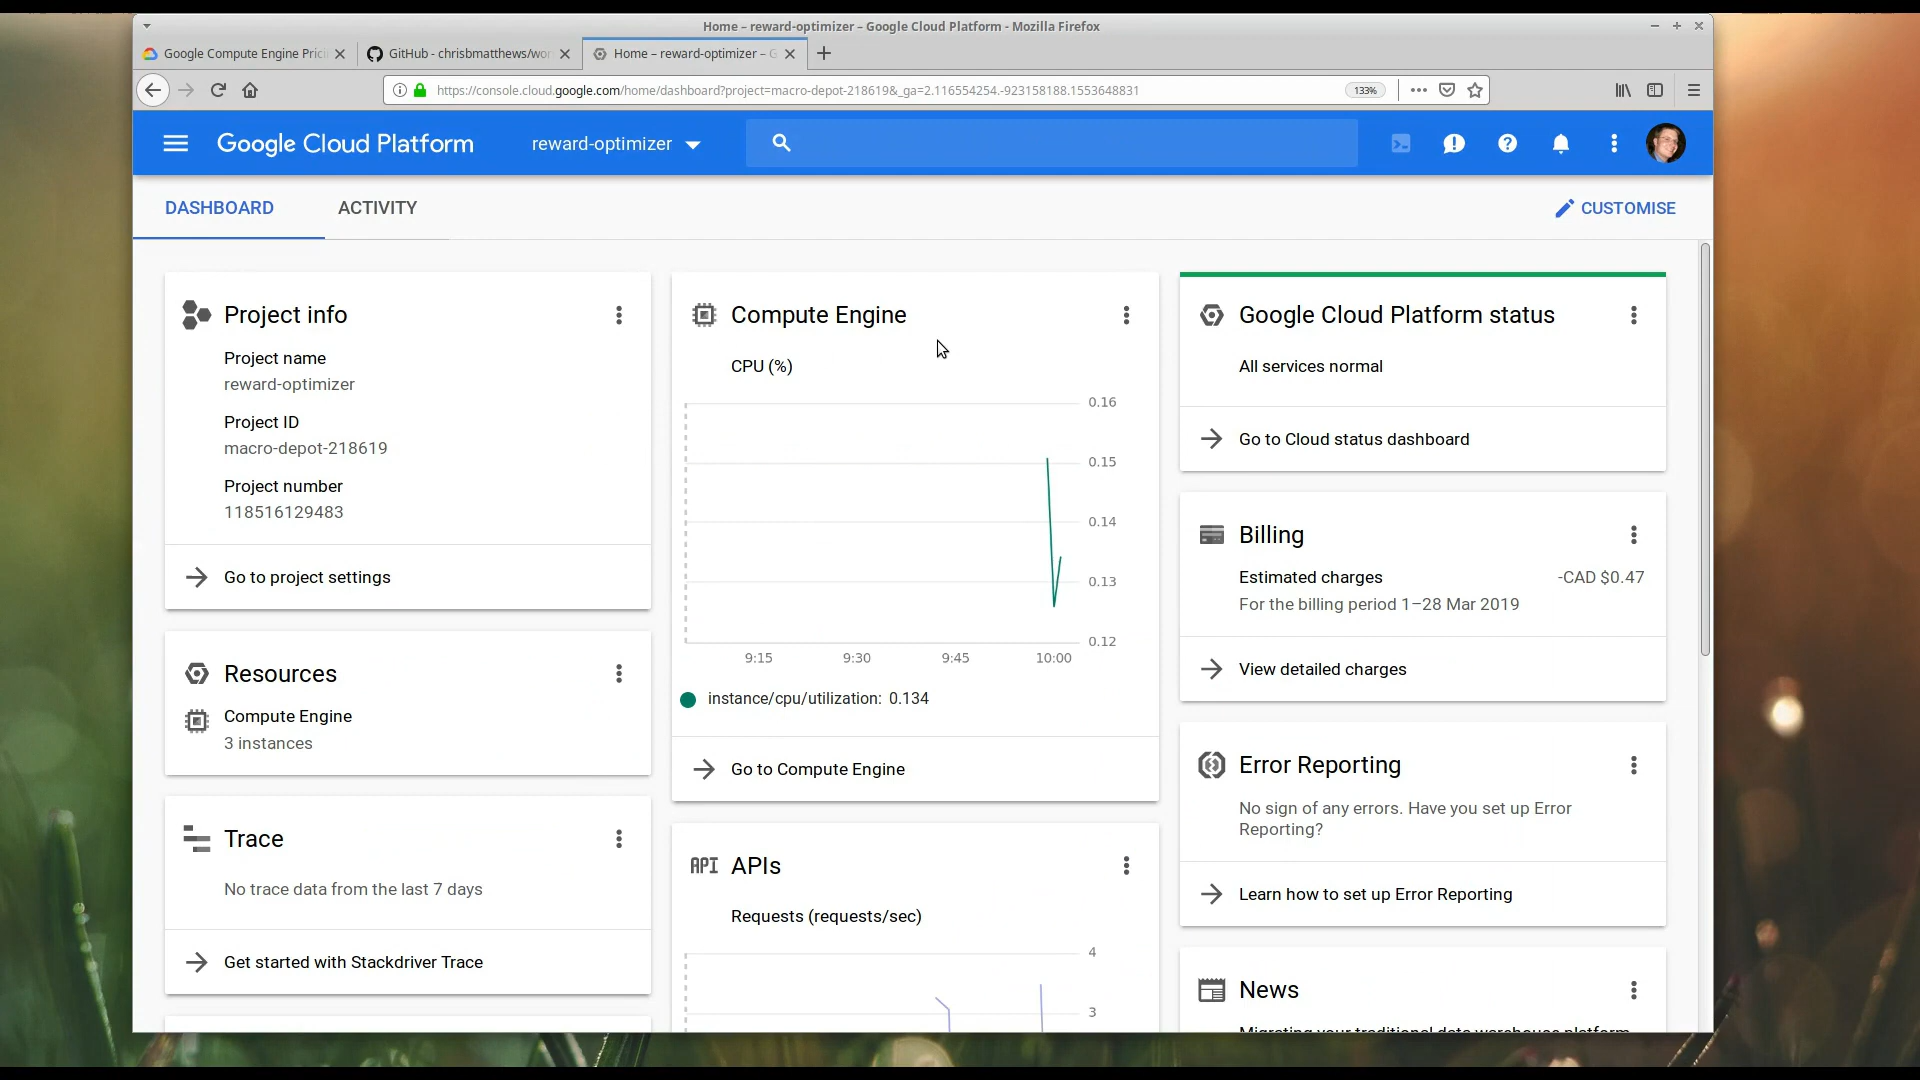 Home – reward-optimizer – Google Cloud Platform - Mozilla Firefox
Google Compute Engine Prici
GitHub - chrisbmatthews/wor
Home – reward-optimizer – G
https://console.cloud.google.com/home/dashboard?project=macro-depot-218619&_ga=2.116554254.-923158188.1553648831
133%
Google Cloud Platform
reward-optimizer
DASHBOARD
ACTIVITY
CUSTOMISE
Project info
Project name
reward-optimizer
Project ID
macro-depot-218619
Project number
118516129483
Go to project settings
Resources
Compute Engine
3 instances
Trace
No trace data from the last 7 days
Get started with Stackdriver Trace
Compute Engine
CPU (%)
0.16
0.15
0.14
0.13
0.12
9:15
9:30
9:45
10:00
instance/cpu/utilization: 0.134
Go to Compute Engine
API
APIs
Requests (requests/sec)
4
3
Google Cloud Platform status
All services normal
Go to Cloud status dashboard
Billing
Estimated charges
-CAD $0.47
For the billing period 1–28 Mar 2019
View detailed charges
Error Reporting
No sign of any errors. Have you set up Error
Reporting?
Learn how to set up Error Reporting
News
Migrating your traditional data warehouse platform